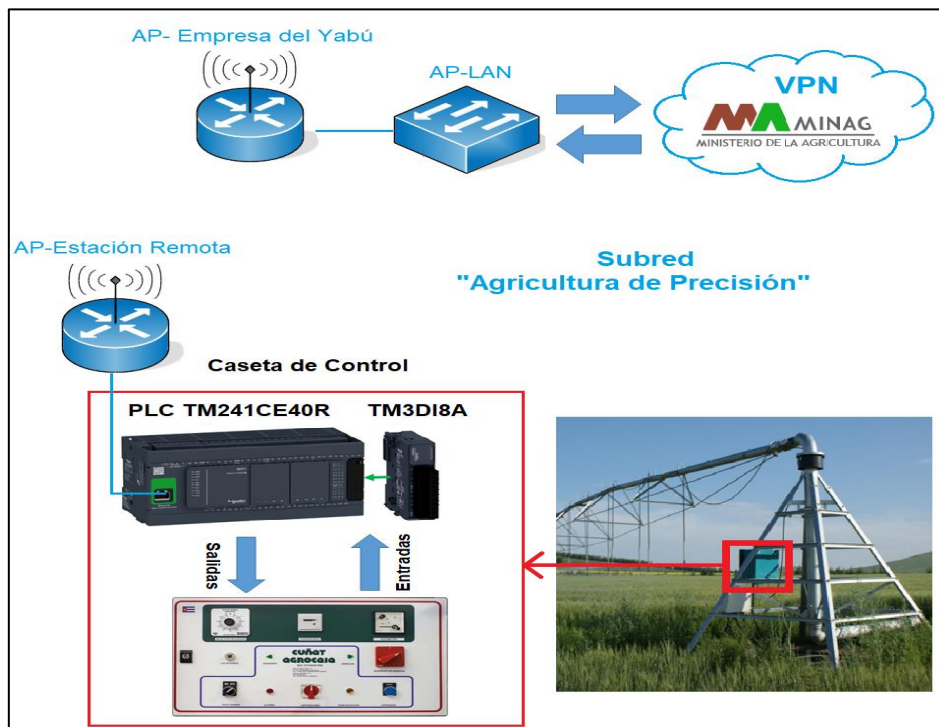 AP- Empresa del Yabú
AP-LAN
VPN
MINAG
MINISTERIO DE LA AGRICULTURA
AP-Estación Remota
Subred
"Agricultura de Precisión"
Caseta de Control
PLC TM241CE40R
TM3DI8A
Salidas
Entradas
CUÑAT
AGROCAJA